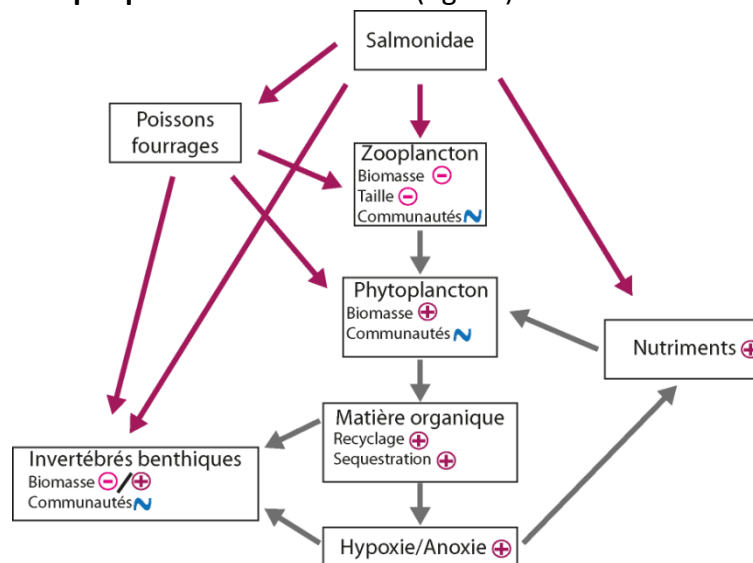 Salmonidae
Poissons
fourrages
Zooplancton
Biomasse ⊖
Taille ⊖
Communautés ~
Phytoplancton
Biomasse ⊕
Communautés ~
Nutriments ⊕
Matière organique
Recyclage ⊕
Sequestration ⊕
Invertébrés benthiques
Biomasse ⊖/⊕
Communautés ~
Hypoxie/Anoxie ⊕